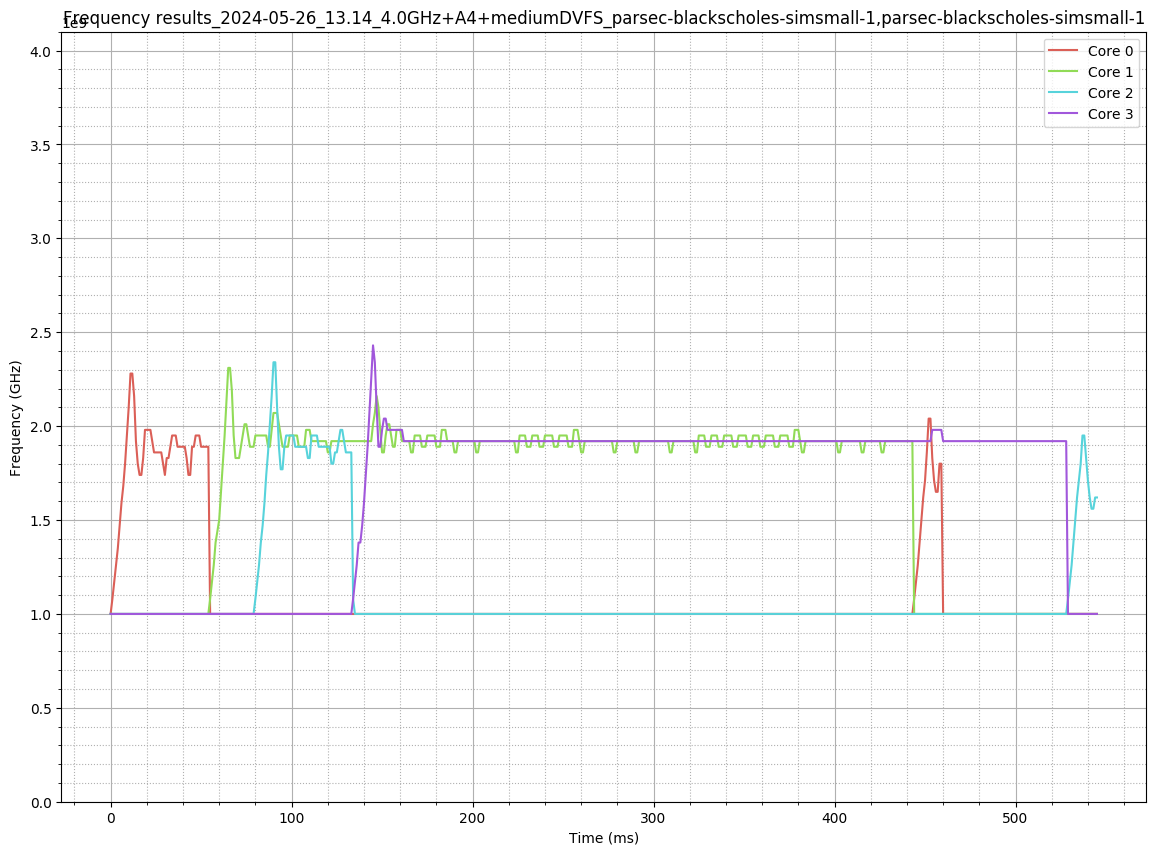 Frequency results_2024-05-26_13.14_4.0GHz+A4+mediumDVFS_parsec-blackscholes-simsmall-1,parsec-blackscholes-simsmall-1
1e9
Core 0
Core 1
Core 2
Core 3
4.0
3.5
3.0
2.5
2.0
1.5
1.0
0.5
0.0
Frequency (GHz)
0 100 200 300 400 500
Time (ms)